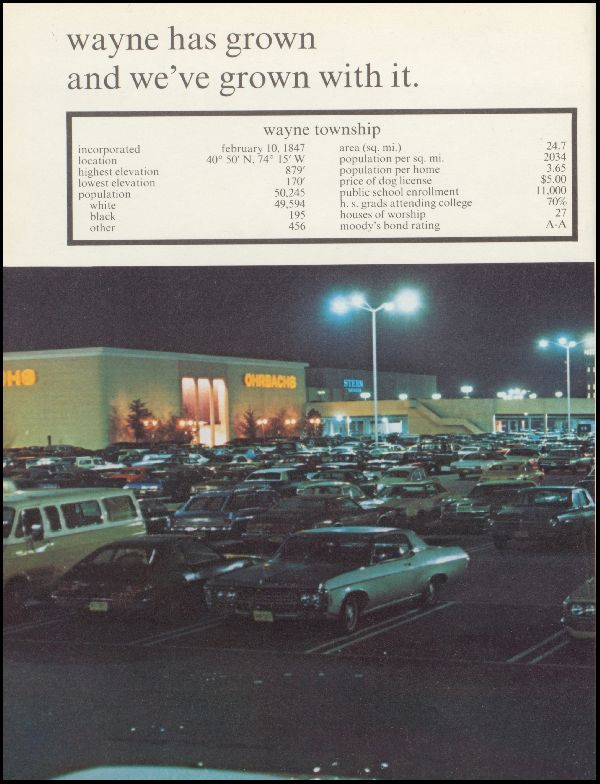 wayne has grown
and we've grown with it.
wayne township
incorporated february 10, 1847
location 40° 50′ N, 74° 15′ W
highest elevation 879′
lowest elevation 170′
population 50,245
white 49,594
black 195
other 456
area (sq. mi.) 24.7
population per sq. mi. 2034
population per home 3.65
price of dog license $5.00
public school enrollment 11,000
h. s. grads attending college 70%
houses of worship 27
moody's bond rating A-A
HS
OHRBACHS
STERN